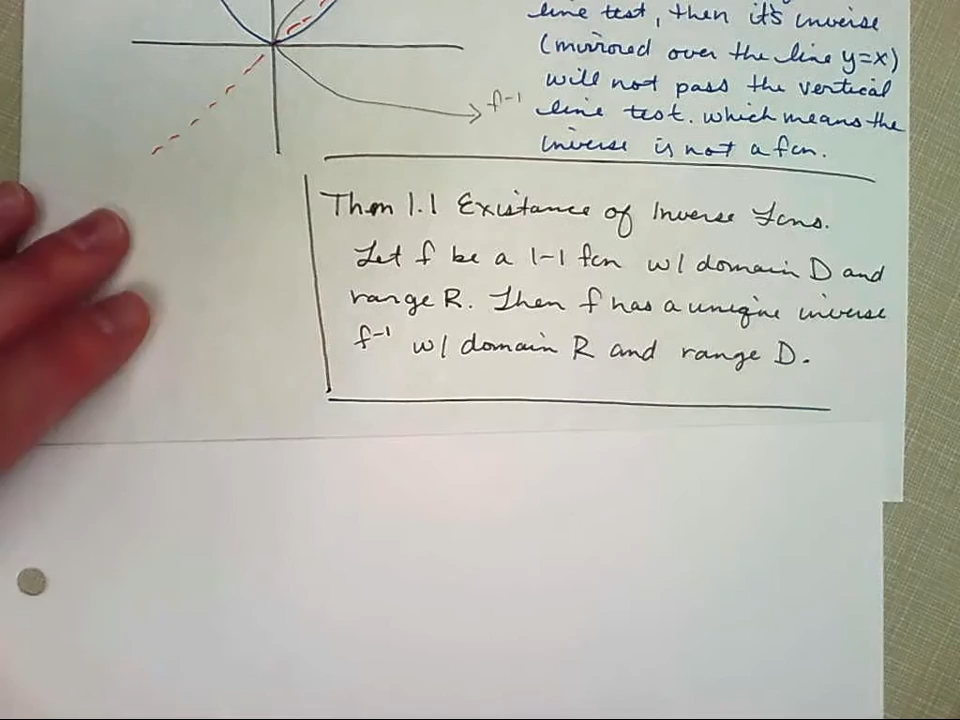 line test, then it's inverse
(mirrored over the line y=x)
will not pass the vertical
line test. which means the
inverse is not a fcn.
f-1
Thm 1.1 Existance of Inverse Fcns.
Let f be a 1-1 fcn w/ domain D and
range R. Then f has a unique inverse
f-1 w/ domain R and range D.